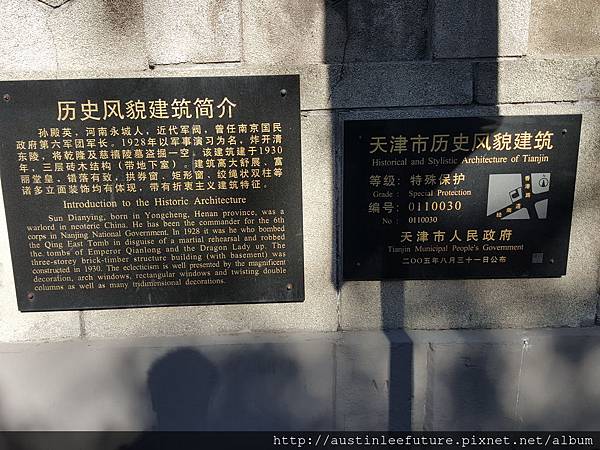 历史风貌建筑简介
孙殿英，河南永城人，近代军阀，曾任南京国民
政府第六军团军长。1928年以军事演习为名，炸开清
东陵，将乾隆及慈禧陵墓盗掘一空。该建筑建于1930
年，三层砖木结构（带地下室）。建筑高大舒展、富
丽堂皇、错落有致，拱券窗、矩形窗、绞绳状双柱等
诸多立面装饰均有体现，带有折衷主义建筑特征。
Introduction to the Historic Architecture
Sun Dianying, born in Yongcheng, Henan province, was a
warlord in neoteric China. He has been the commander for the 6th
corps in Nanjing National Government. In 1928 it was he who bombed
the Qing East Tomb in disguise of a martial rehearsal and robbed
the tombs of Emperor Qianlong and the Dragon Lady up. The
three-storey brick-timber structure building (with basement) was
constructed in 1930. The eclecticism is well presented by the magnificent
decoration, arch windows, rectangular windows and twisting double
columns as well as many tridimensional decorations.
天津市历史风貌建筑
Historical and Stylistic Architecture of Tianjin
等级：特殊保护
Grade : Special Protection
编号：0110030
No : 0110030
香港路
天津市人民政府
Tianjin Municipal People's Government
二〇〇五年八月三十一日公布
http://austinleefuture.pixnet.net/album